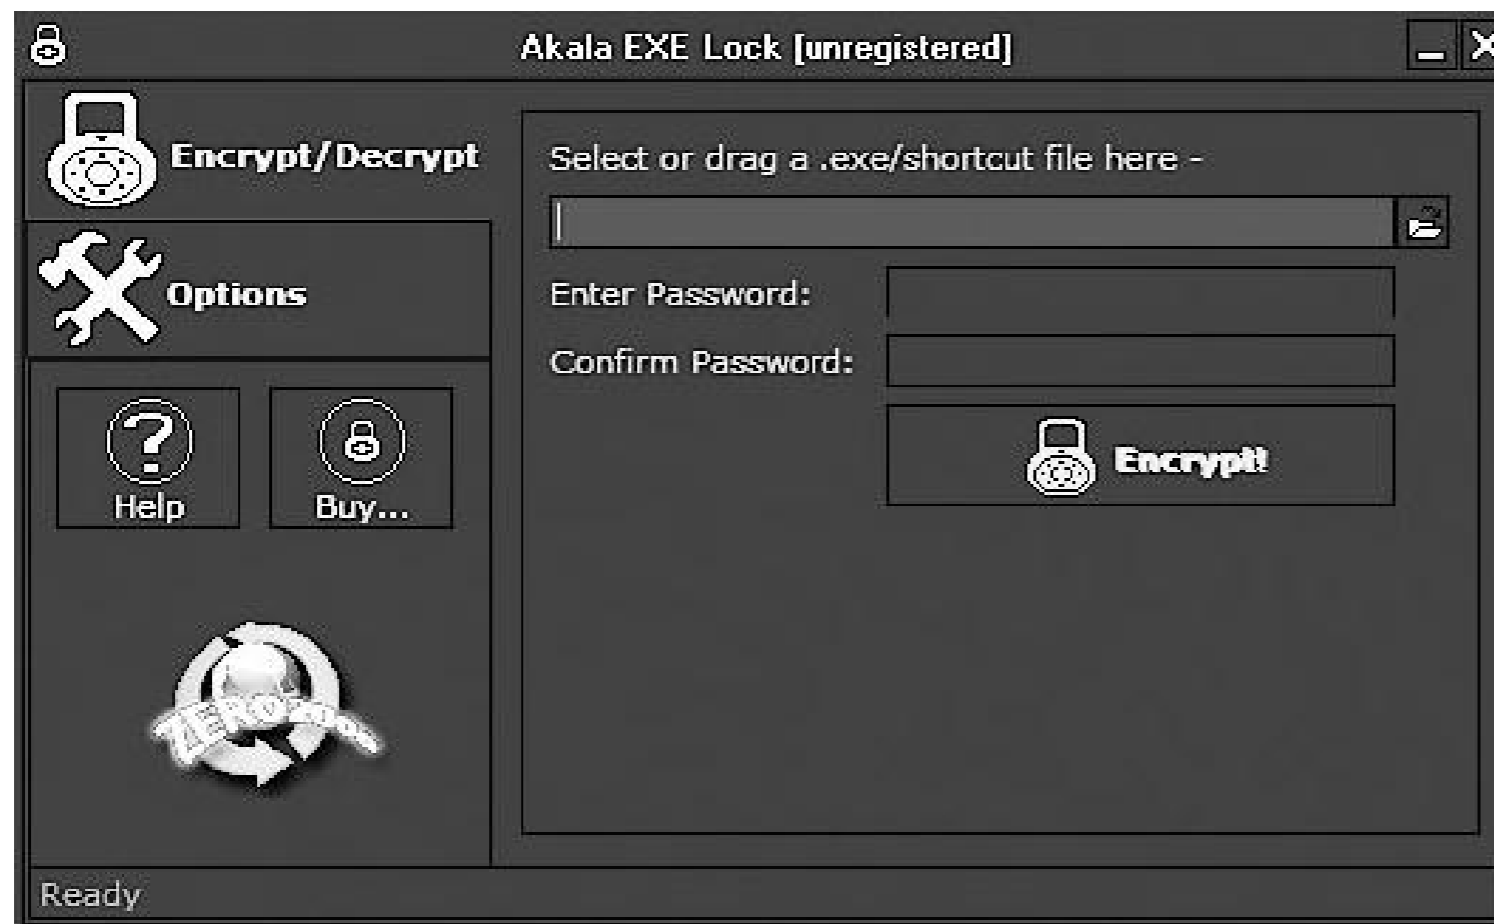 Akala EXE Lock [unregistered]
Encrypt/Decrypt
Options
Help
Buy...
Select or drag a .exe/shortcut file here -
Enter Password:
Confirm Password:
Encrypt!
Ready